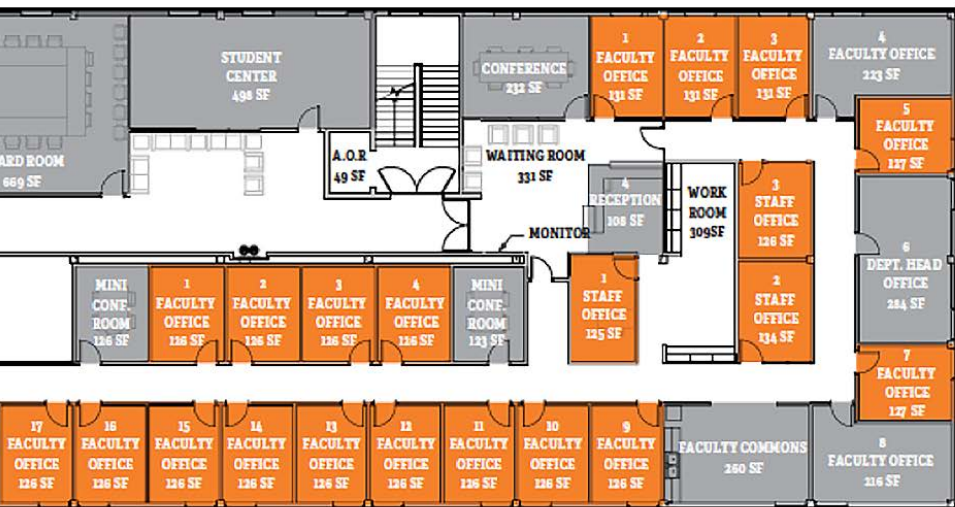 STUDENT
CENTER
498 SF
CONFERENCE
232 SF
1
FACULTY
OFFICE
131 SF
2
FACULTY
OFFICE
131 SF
3
FACULTY
OFFICE
131 SF
4
FACULTY OFFICE
223 SF
ARD ROOM
669 SF
A.O.R
49 SF
WAITING ROOM
331 SF
4
RECEPTION
108 SF
MONITOR
WORK
ROOM
309SF
3
STAFF
OFFICE
126 SF
5
FACULTY
OFFICE
127 SF
6
DEPT. HEAD
OFFICE
284 SF
MINI
CONF.
ROOM
126 SF
1
FACULTY
OFFICE
126 SF
2
FACULTY
OFFICE
126 SF
3
FACULTY
OFFICE
126 SF
4
FACULTY
OFFICE
126 SF
MINI
CONF.
ROOM
123 SF
1
STAFF
OFFICE
125 SF
2
STAFF
OFFICE
134 SF
7
FACULTY
OFFICE
127 SF
17
FACULTY
OFFICE
126 SF
16
FACULTY
OFFICE
126 SF
15
FACULTY
OFFICE
126 SF
14
FACULTY
OFFICE
126 SF
13
FACULTY
OFFICE
126 SF
12
FACULTY
OFFICE
126 SF
11
FACULTY
OFFICE
126 SF
10
FACULTY
OFFICE
126 SF
9
FACULTY
OFFICE
126 SF
FACULTY COMMONS
260 SF
8
FACULTY OFFICE
216 SF